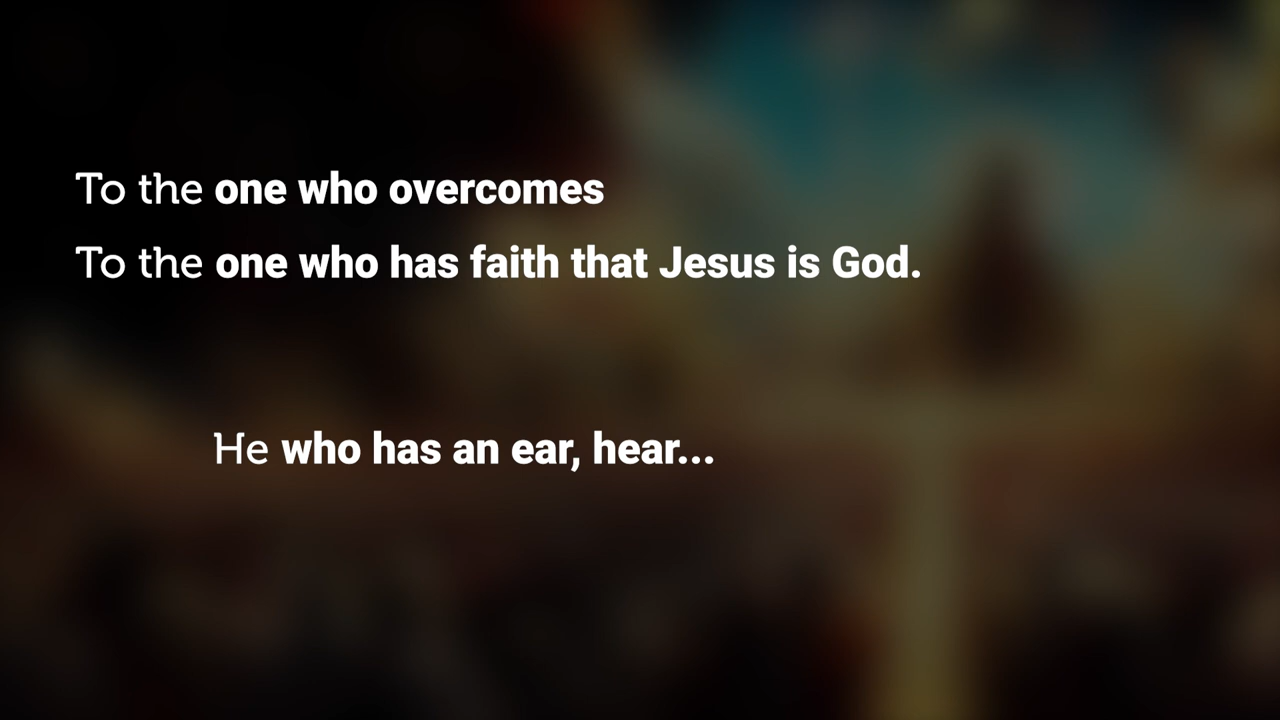 To the one who overcomes
To the one who has faith that Jesus is God.
He who has an ear, hear...